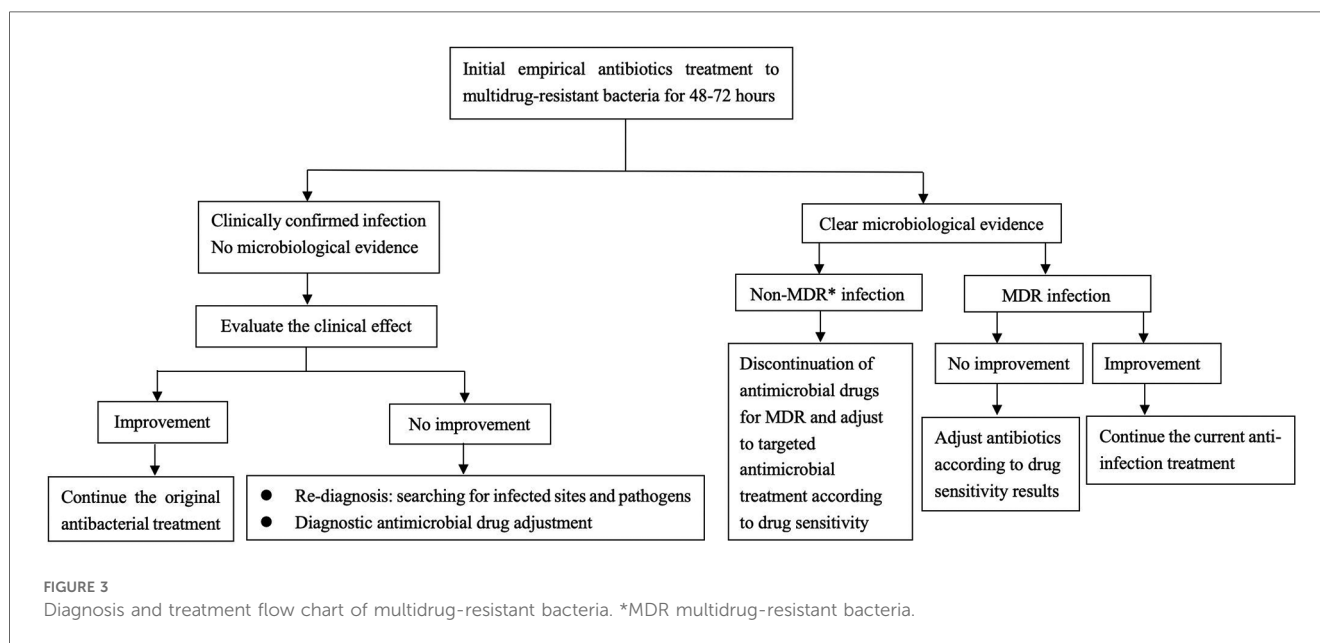 Initial empirical antibiotics treatment to
multidrug-resistant bacteria for 48-72 hours
Clinically confirmed infection
No microbiological evidence
Clear microbiological evidence
Evaluate the clinical effect
Non-MDR* infection
MDR infection
Improvement
No improvement
Discontinuation of
antimicrobial drugs
for MDR and adjust
to targeted
antimicrobial
treatment according
to drug sensitivity
No improvement
Improvement
Continue the original
antibacterial treatment
● Re-diagnosis: searching for infected sites and pathogens
● Diagnostic antimicrobial drug adjustment
Adjust antibiotics
according to drug
sensitivity results
Continue the current anti-
infection treatment
FIGURE 3
Diagnosis and treatment flow chart of multidrug-resistant bacteria. *MDR multidrug-resistant bacteria.